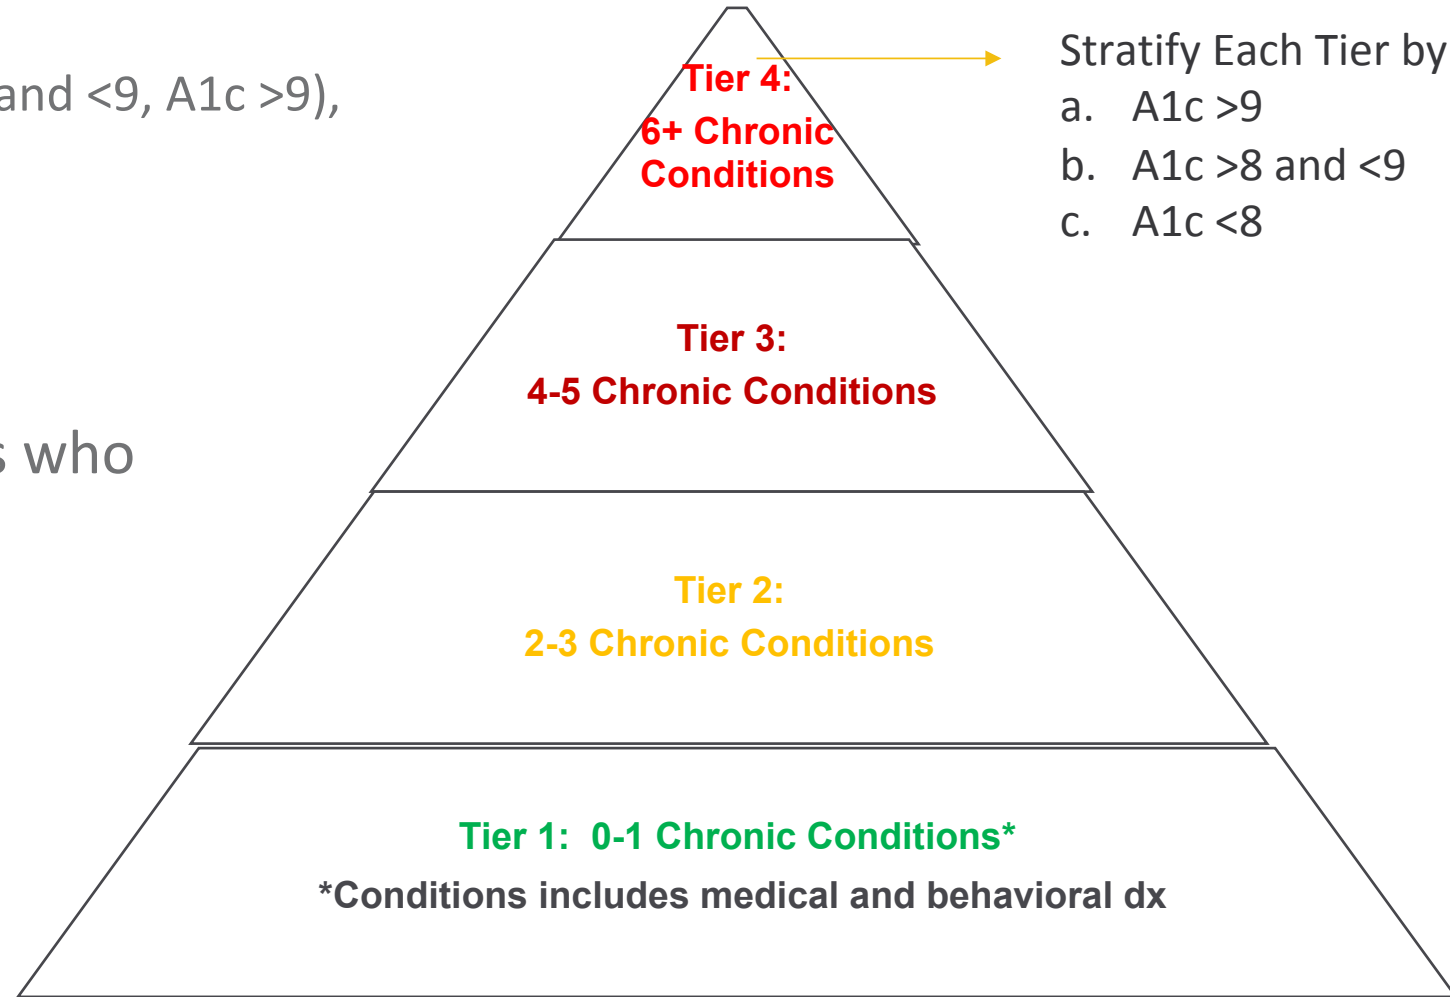 and <9, A1c >9),
s who
Tier 4:
6+ Chronic
Conditions
Stratify Each Tier by
a. A1c >9
b. A1c >8 and <9
c. A1c <8
Tier 3:
4-5 Chronic Conditions
Tier 2:
2-3 Chronic Conditions
Tier 1:  0-1 Chronic Conditions*
*Conditions includes medical and behavioral dx